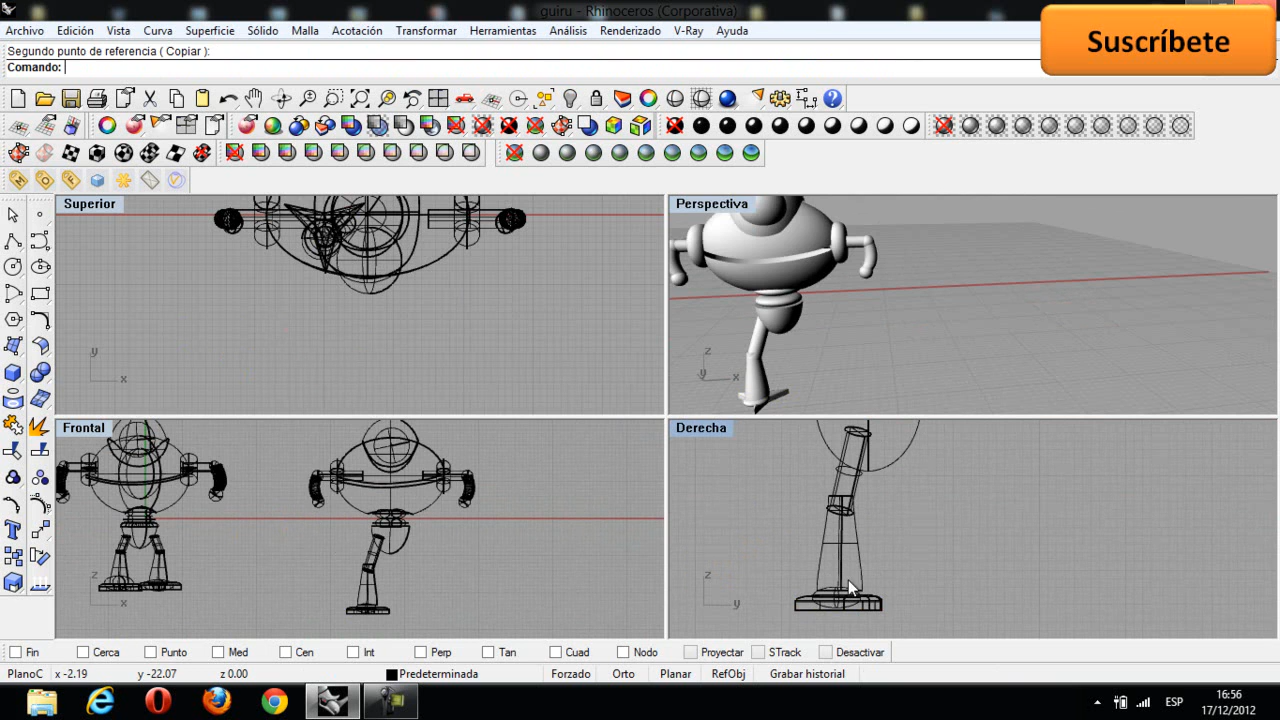 guiru - Rhinoceros (Corporativa)
Archivo Edición Vista Curva Superficie Sólido Malla Acotación Transformar Herramientas Análisis Renderizado V-Ray Ayuda
Suscríbete
Segundo punto de referencia ( Copiar ):
Comando:
Superior
Perspectiva
y
x
z
y
x
Frontal
Derecha
z
x
z
y
Fin Cerca Punto Med Cen Int Perp Tan Cuad Nodo Proyectar STrack Desactivar
PlanoC x -2.19 y -22.07 z 0.00 Predeterminada Forzado Orto Planar RefObj Grabar historial
ESP
16:56
17/12/2012